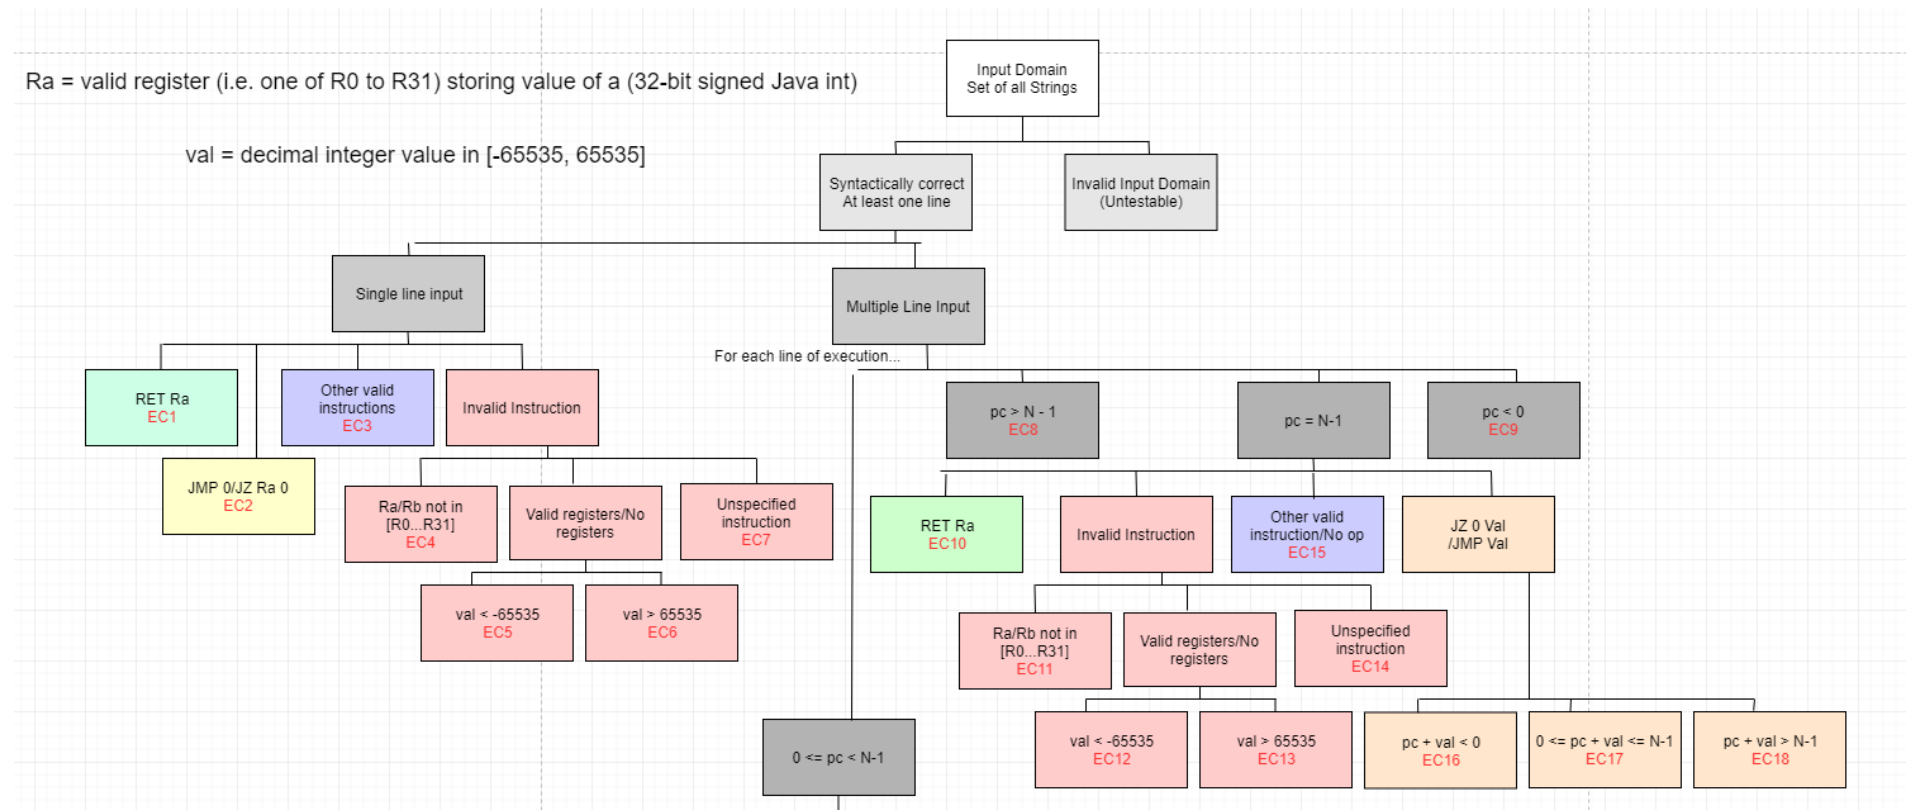 Input Domain
Set of all Strings
Ra = valid register (i.e. one of R0 to R31) storing value of a (32-bit signed Java int)
val = decimal integer value in [-65535, 65535]
Syntactically correct
At least one line
Invalid Input Domain
(Untestable)
Single line input
Multiple Line Input
For each line of execution...
RET Ra
EC1
Other valid
instructions
EC3
Invalid Instruction
JMP 0/JZ Ra 0
EC2
Ra/Rb not in
[R0...R31]
EC4
Valid registers/No
registers
Unspecified
instruction
EC7
val < -65535
EC5
val > 65535
EC6
pc > N - 1
EC8
pc = N-1
pc < 0
EC9
RET Ra
EC10
Invalid Instruction
Other valid
instruction/No op
EC15
JZ 0 Val
/JMP Val
Ra/Rb not in
[R0...R31]
EC11
Valid registers/No
registers
Unspecified
instruction
EC14
val < -65535
EC12
val > 65535
EC13
pc + val < 0
EC16
0 <= pc + val <= N-1
EC17
pc + val > N-1
EC18
0 <= pc < N-1